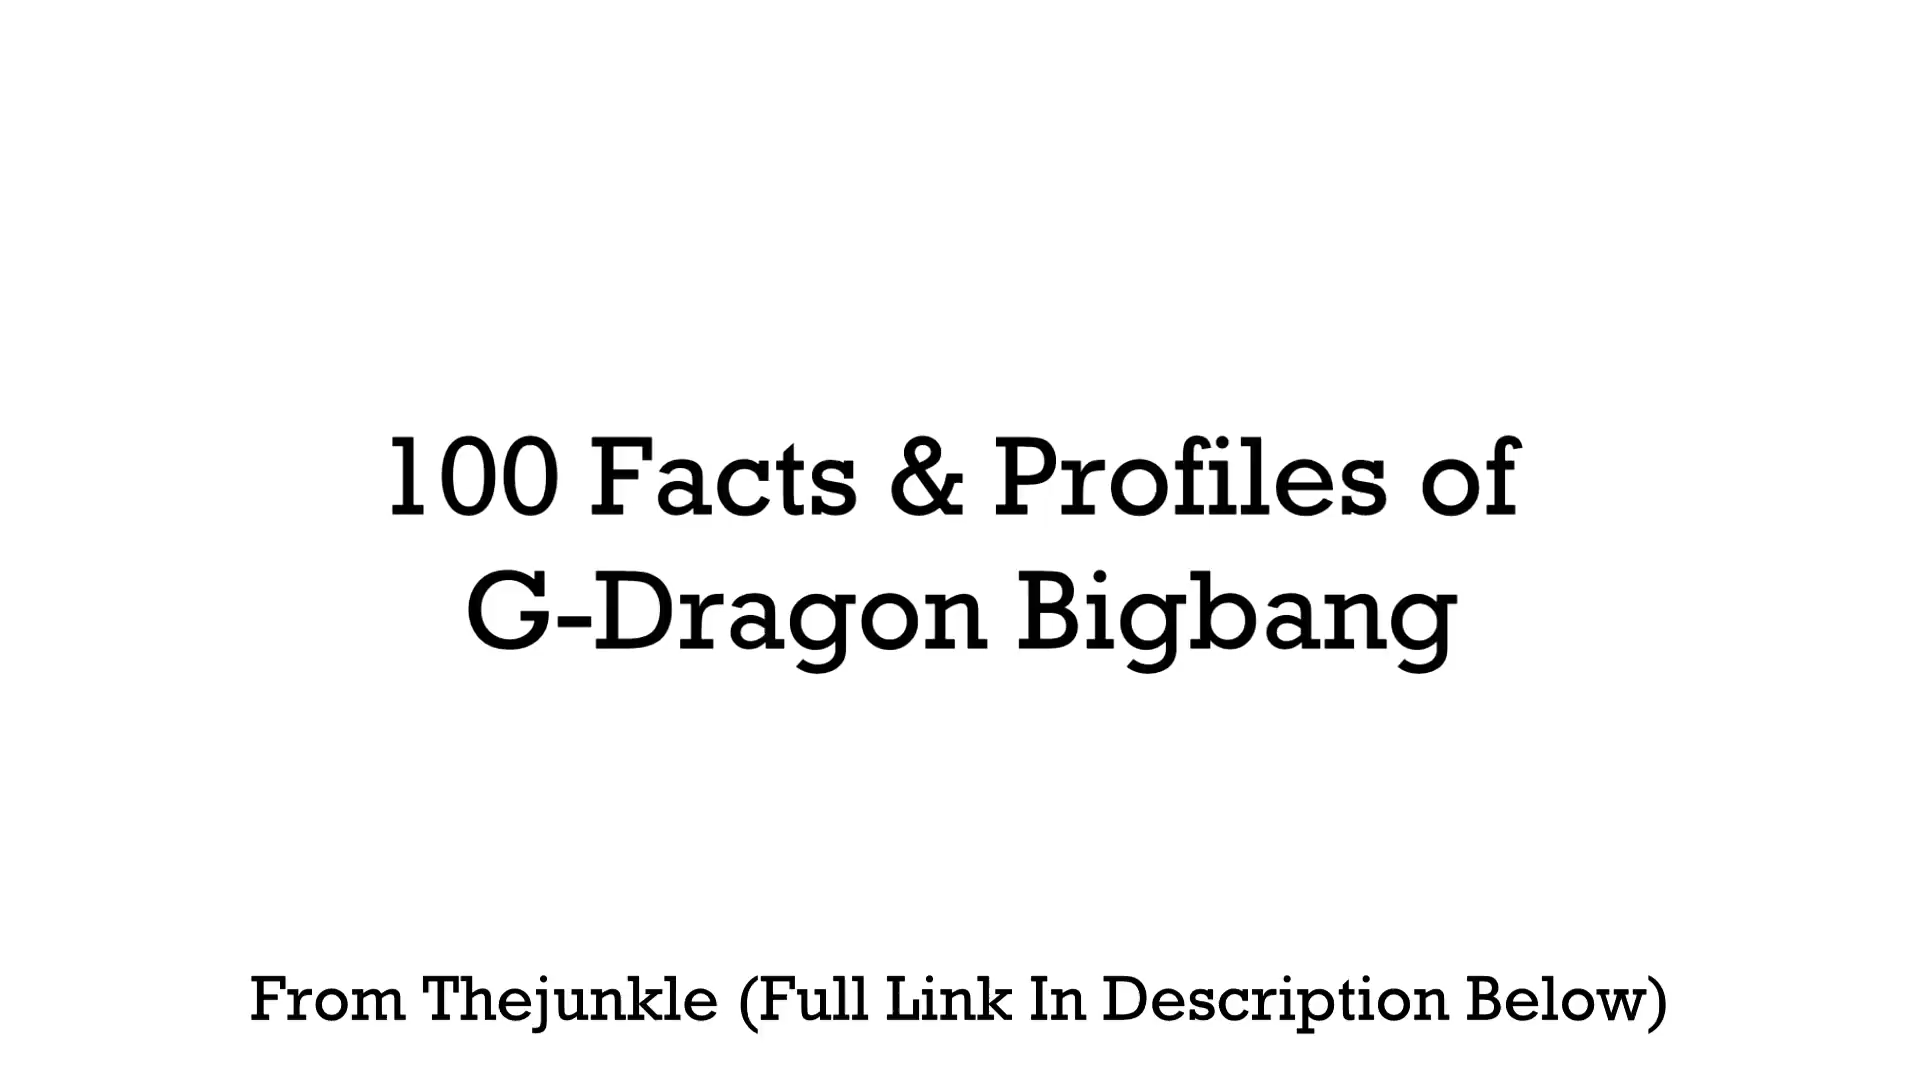 100 Facts & Profiles of
G-Dragon Bigbang
From Thejunkle (Full Link In Description Below)